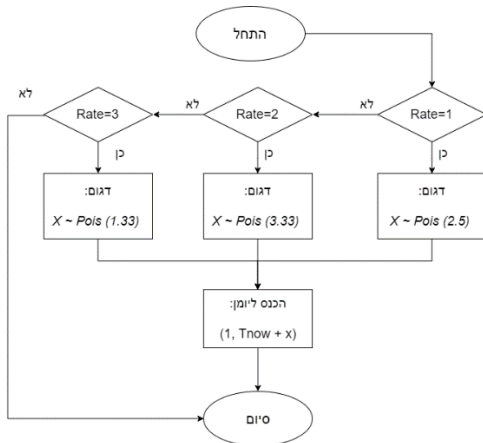 התחל
Rate=1
לא
Rate=2
לא
Rate=3
לא
כן
כן
כן
דגום:
X ~ Pois (2.5)
דגום:
X ~ Pois (3.33)
דגום:
X ~ Pois (1.33)
הכנס ליומן:
(1, Tnow + x)
סיום